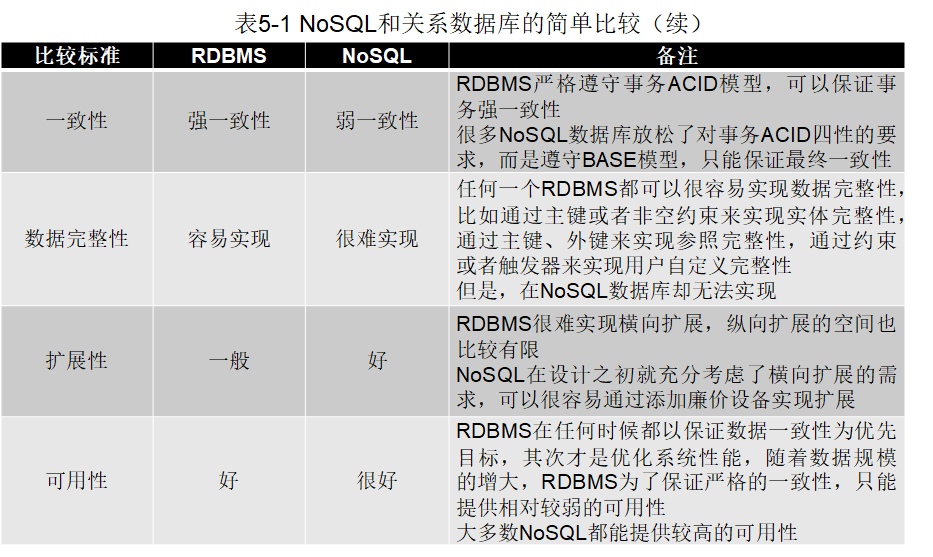 表5-1 NoSQL和关系数据库的简单比较（续）
比较标准 RDBMS NoSQL 备注
一致性 强一致性 弱一致性
RDBMS严格遵守事务ACID模型，可以保证事
务强一致性
很多NoSQL数据库放松了对事务ACID四性的要
求，而是遵守BASE模型，只能保证最终一致性
数据完整性 容易实现 很难实现
任何一个RDBMS都可以很容易实现数据完整性，
比如通过主键或者非空约束来实现实体完整性，
通过主键、外键来实现参照完整性，通过约束
或者触发器来实现用户自定义完整性
但是，在NoSQL数据库却无法实现
扩展性 一般 好
RDBMS很难实现横向扩展，纵向扩展的空间也
比较有限
NoSQL在设计之初就充分考虑了横向扩展的需
求，可以很容易通过添加廉价设备实现扩展
可用性 好 很好
RDBMS在任何时候都以保证数据一致性为优先
目标，其次才是优化系统性能，随着数据规模
的增大，RDBMS为了保证严格的一致性，只能
提供相对较弱的可用性
大多数NoSQL都能提供较高的可用性